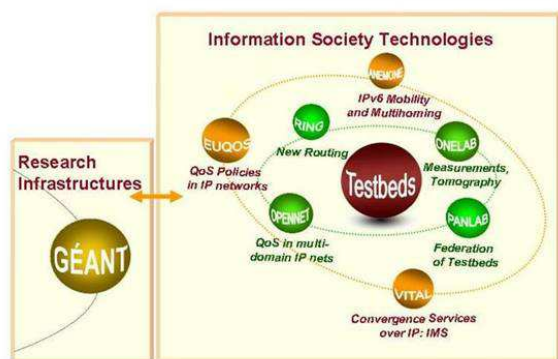 Information Society Technologies
ANEMONE
IPv6 Mobility
and Multihoming
RING
New Routing
EUQOS
QoS Policies
in IP networks
ONELAB
Measurements,
Tomography
Testbeds
OPENNET
QoS in multi-
domain IP nets
PANLAB
Federation
of Testbeds
VITAL
Convergence Services
over IP: IMS
Research
Infrastructures
GÉANT